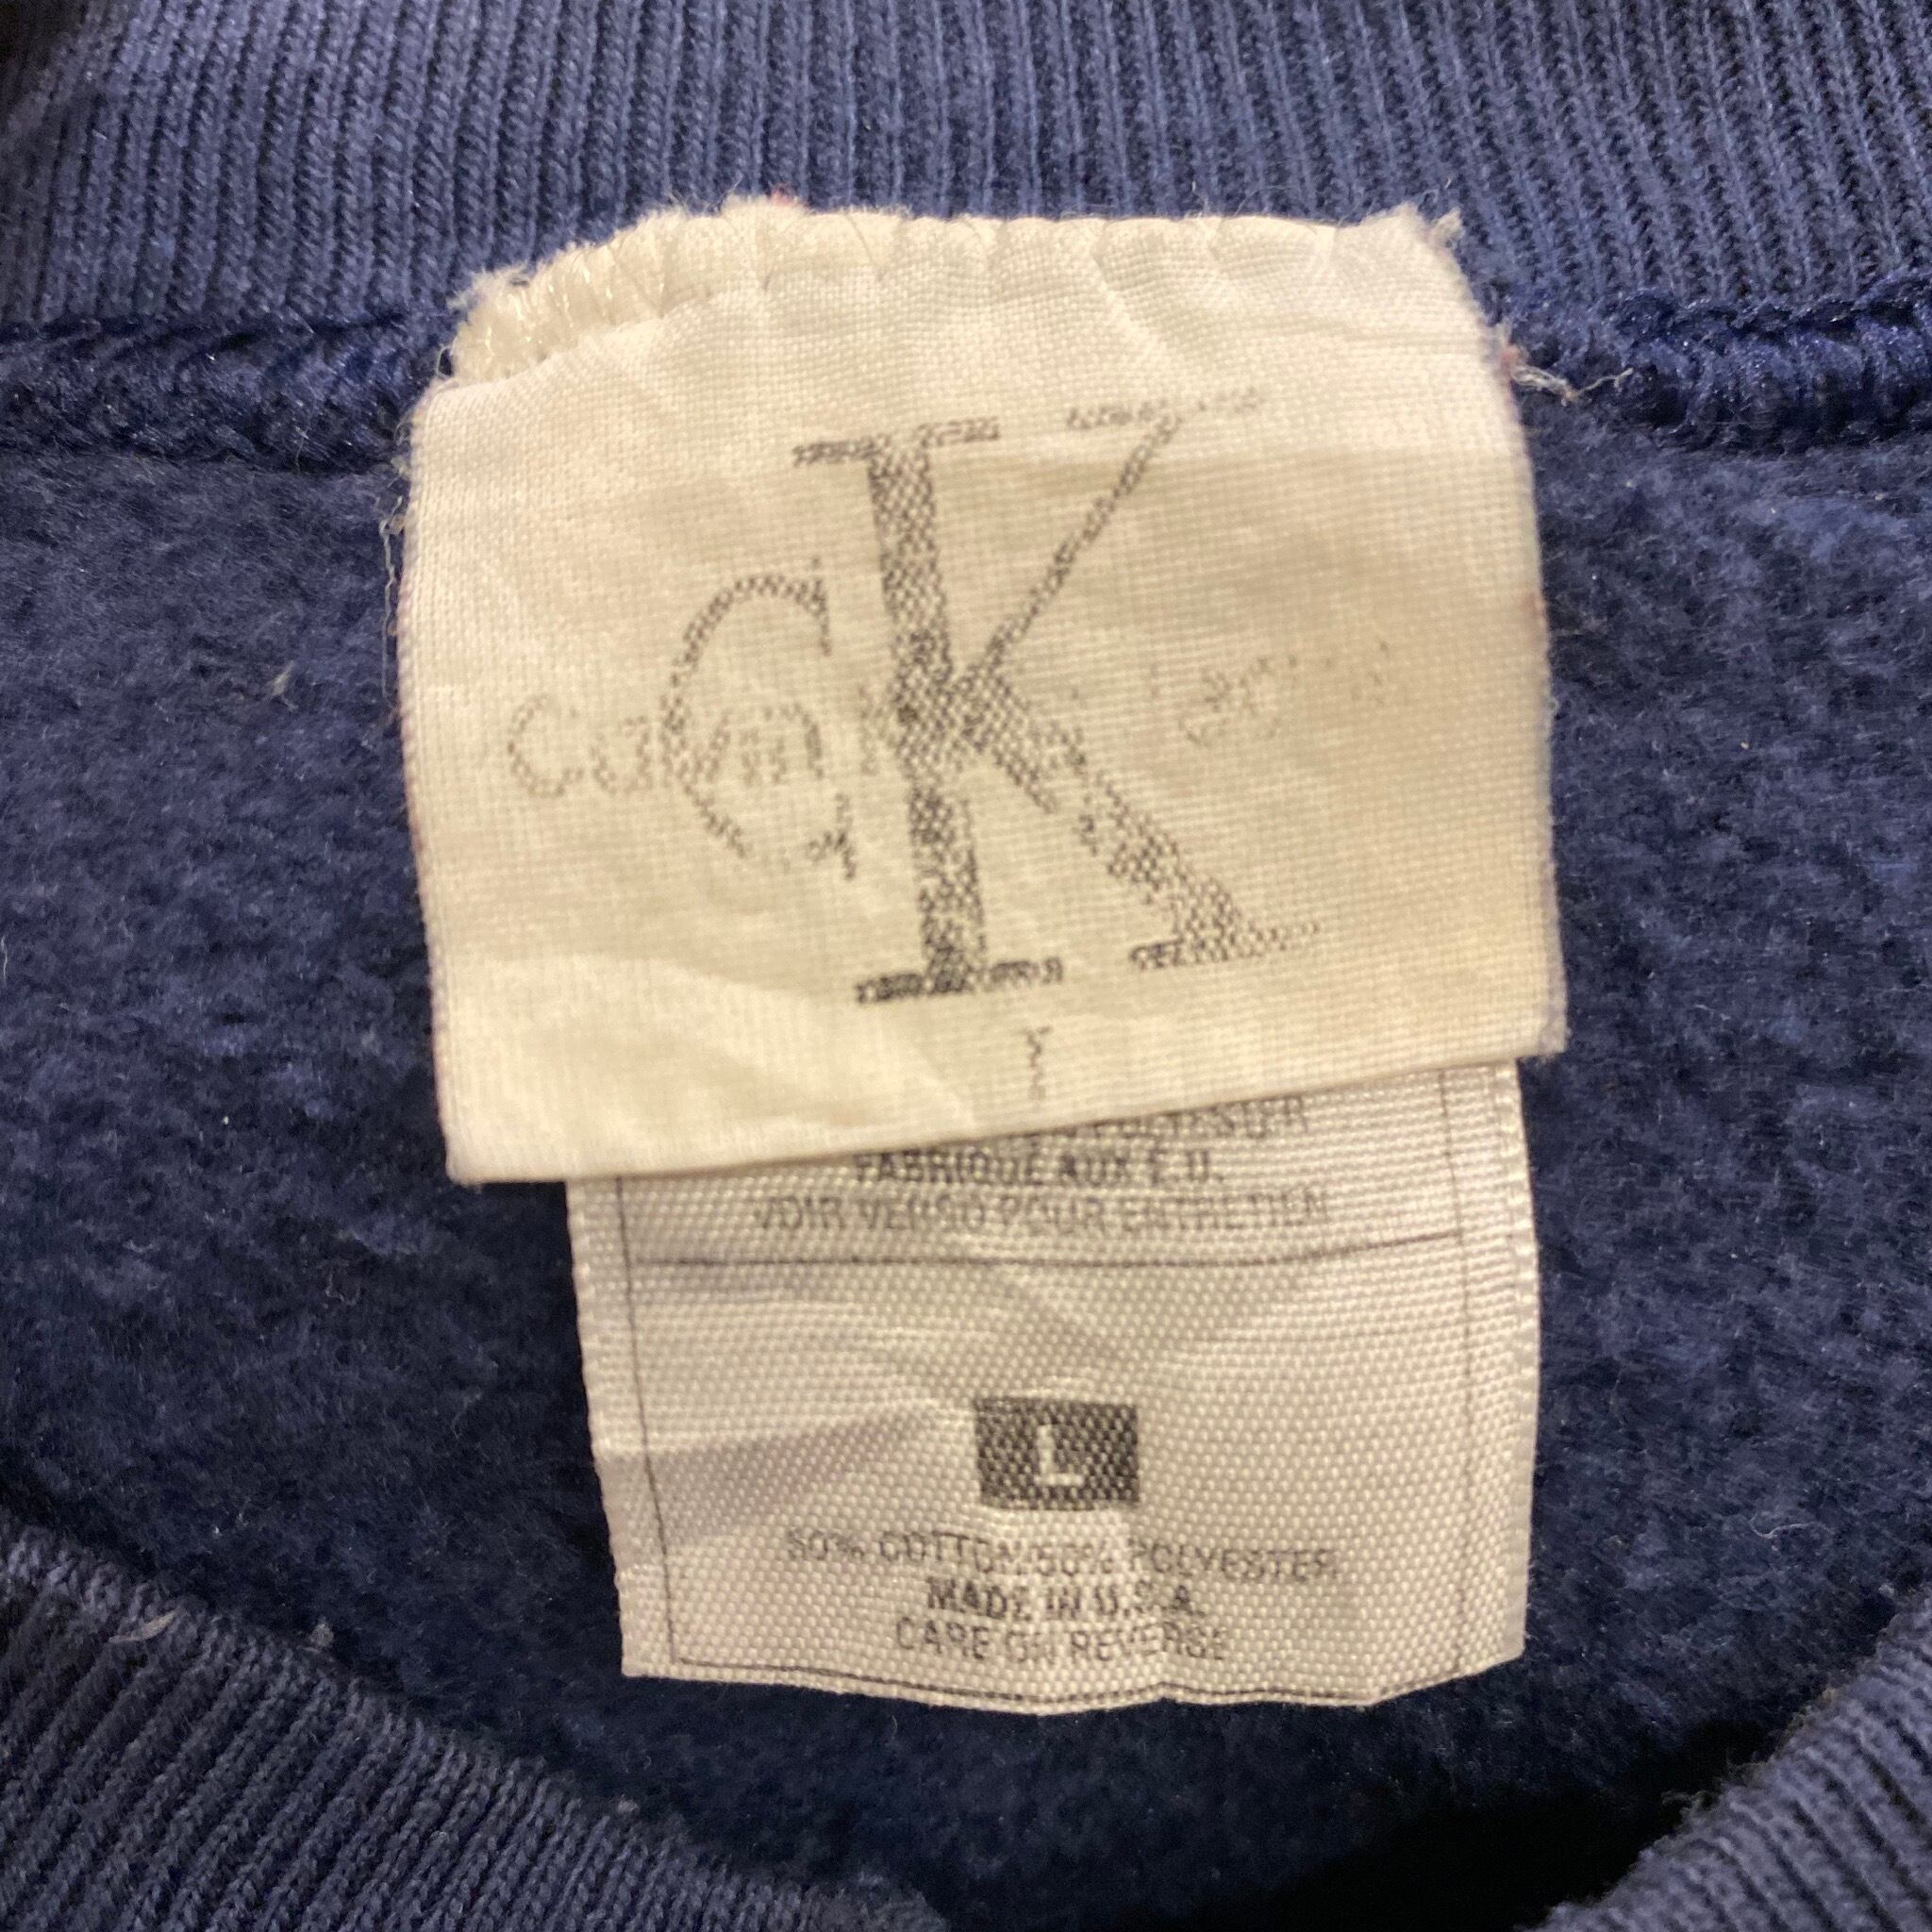 CK
FABRIQUE AUX E.U.
VOIR VERSO POUR ENTRETIEN
L
50% COTTON/50% POLYESTER
MADE IN U.S.A.
CARE ON REVERSE